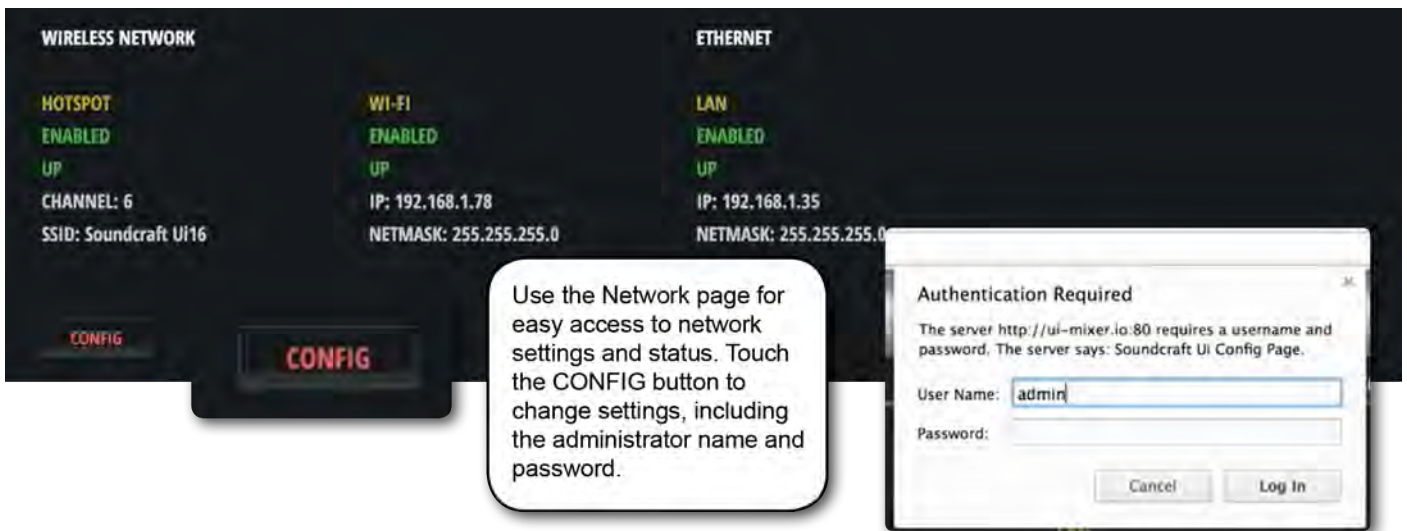 WIRELESS NETWORK
ETHERNET
HOTSPOT
ENABLED
UP
CHANNEL: 6
SSID: Soundcraft Ui16
WI-FI
ENABLED
UP
IP: 192.168.1.78
NETMASK: 255.255.255.0
LAN
ENABLED
UP
IP: 192.168.1.35
NETMASK: 255.255.255.0
CONFIG
CONFIG
Use the Network page for
easy access to network
settings and status. Touch
the CONFIG button to
change settings, including
the administrator name and
password.
Authentication Required
The server http://ui-mixer.io:80 requires a username and
password. The server says: Soundcraft Ui Config Page.
User Name: admin
Password:
Cancel Log In